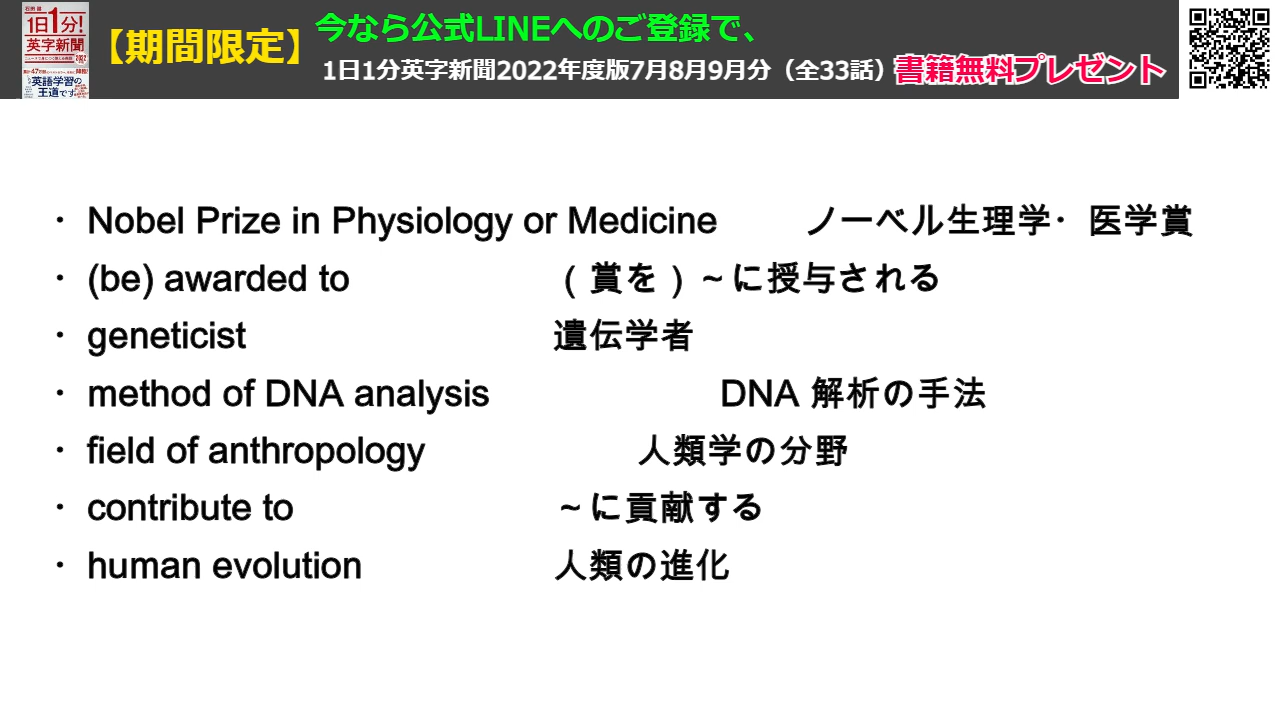 石田 健
1日1分!
英字新聞
2022
英語学習の
王道です
【期間限定】
今なら公式LINEへのご登録で、
1日1分英字新聞2022年度版7月8月9月分（全33話）書籍無料プレゼント
・ Nobel Prize in Physiology or Medicine ノーベル生理学・医学賞
・ (be) awarded to （賞を）～に授与される
・ geneticist 遺伝学者
・ method of DNA analysis DNA 解析の手法
・ field of anthropology 人類学の分野
・ contribute to ～に貢献する
・ human evolution 人類の進化